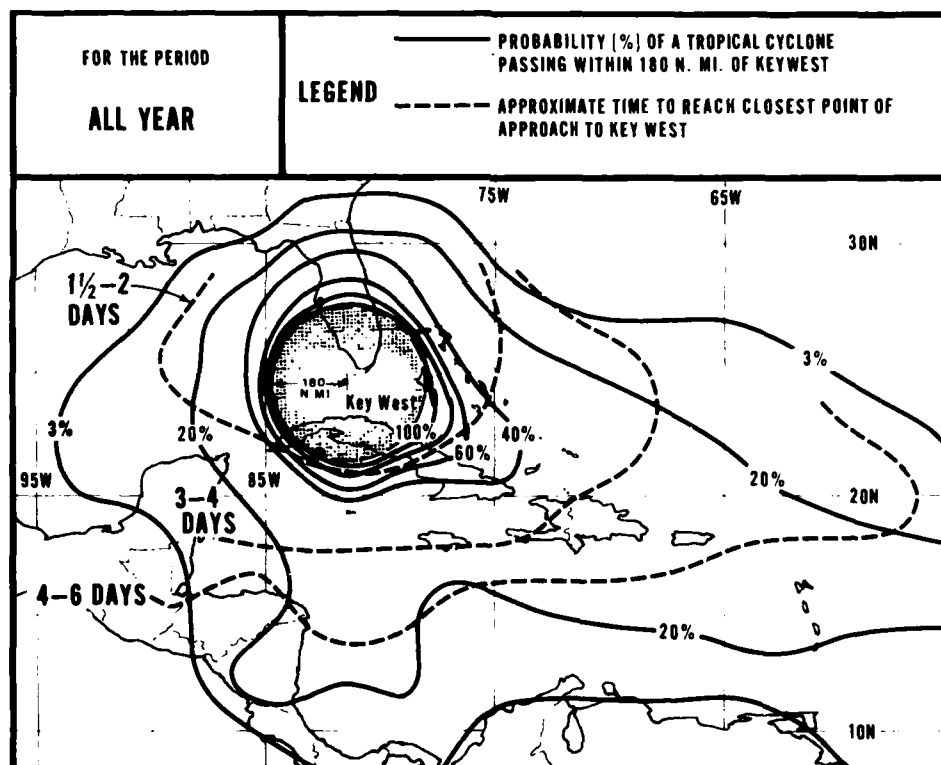 FOR THE PERIOD
ALL YEAR
LEGEND
PROBABILITY (%) OF A TROPICAL CYCLONE
PASSING WITHIN 180 N. MI. OF KEYWEST
APPROXIMATE TIME TO REACH CLOSEST POINT OF
APPROACH TO KEY WEST
75W
65W
30N
1½-2
DAYS
3%
180
N MI
Key West
3%
20%
100%
40%
60%
95W
85W
20%
20N
3-4
DAYS
4-6 DAYS
20%
10N